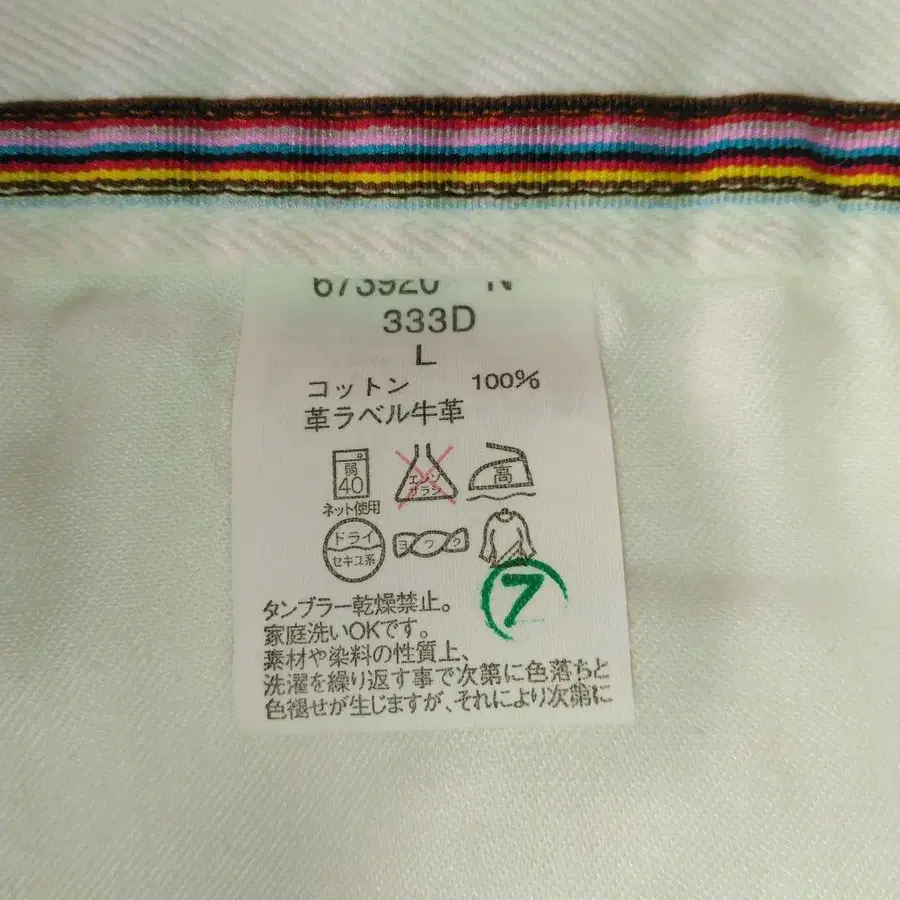 673920 N
333D
L
コットン 100%
革ラベル牛革
弱
40
ネット使用
エンソ
サラシ
高
ドライ
セキユ系
ヨワク
7
タンブラー乾燥禁止。
家庭洗いOKです。
素材や染料の性質上、
洗濯を繰り返す事で次第に色落ちと
色褪せが生じますが、それにより次第に